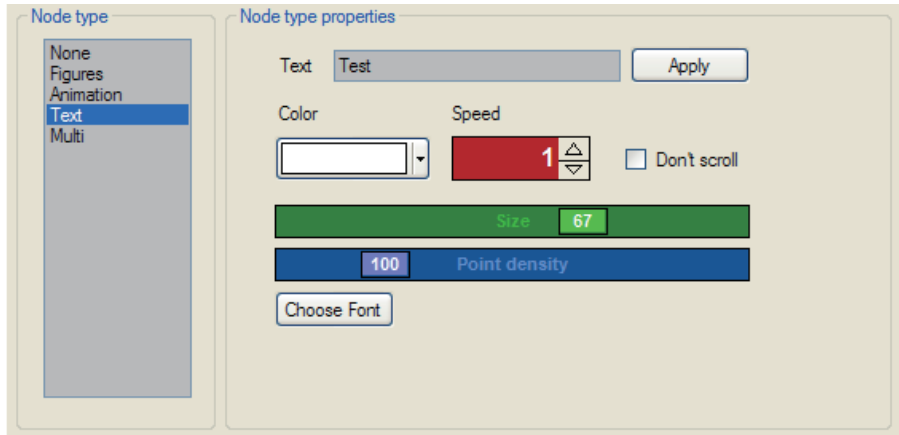 Node type
None
Figures
Animation
Text
Multi
Node type properties
Text Test Apply
Color Speed
1 Don't scroll
Size 67
100 Point density
Choose Font